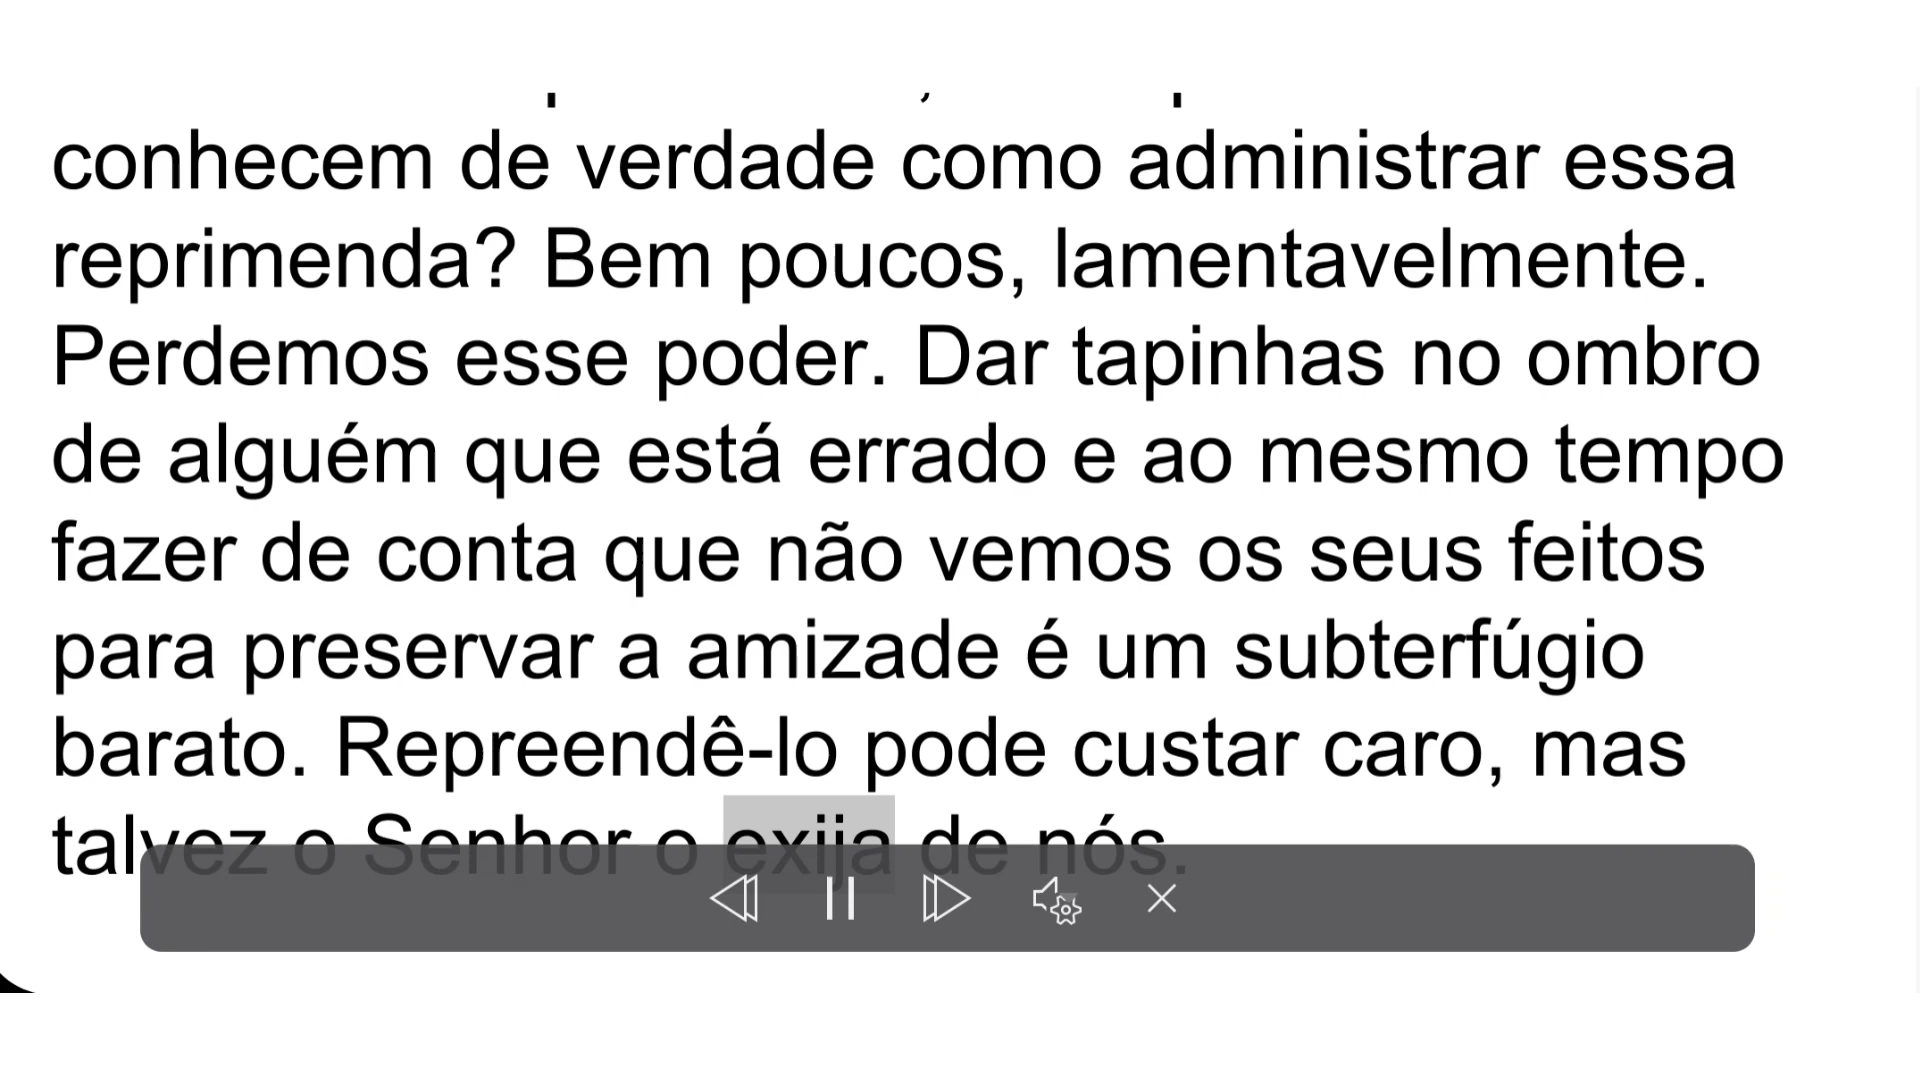 conhecem de verdade como administrar essa
reprimenda? Bem poucos, lamentavelmente.
Perdemos esse poder. Dar tapinhas no ombro
de alguém que está errado e ao mesmo tempo
fazer de conta que não vemos os seus feitos
para preservar a amizade é um subterfúgio
barato. Repreendê-lo pode custar caro, mas
talvez o Senhor o exija de nós.